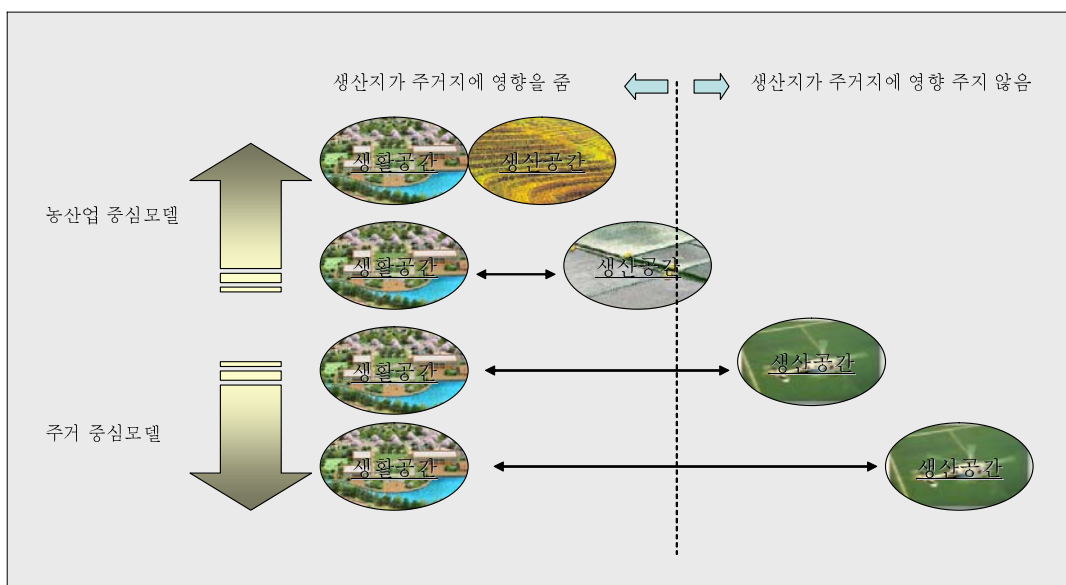 생산지가 주거지에 영향을 줌
생산지가 주거지에 영향 주지 않음
생활공간
생산공간
농산업 중심모델
생활공간
생산공간
생활공간
생산공간
주거 중심모델
생활공간
생산공간